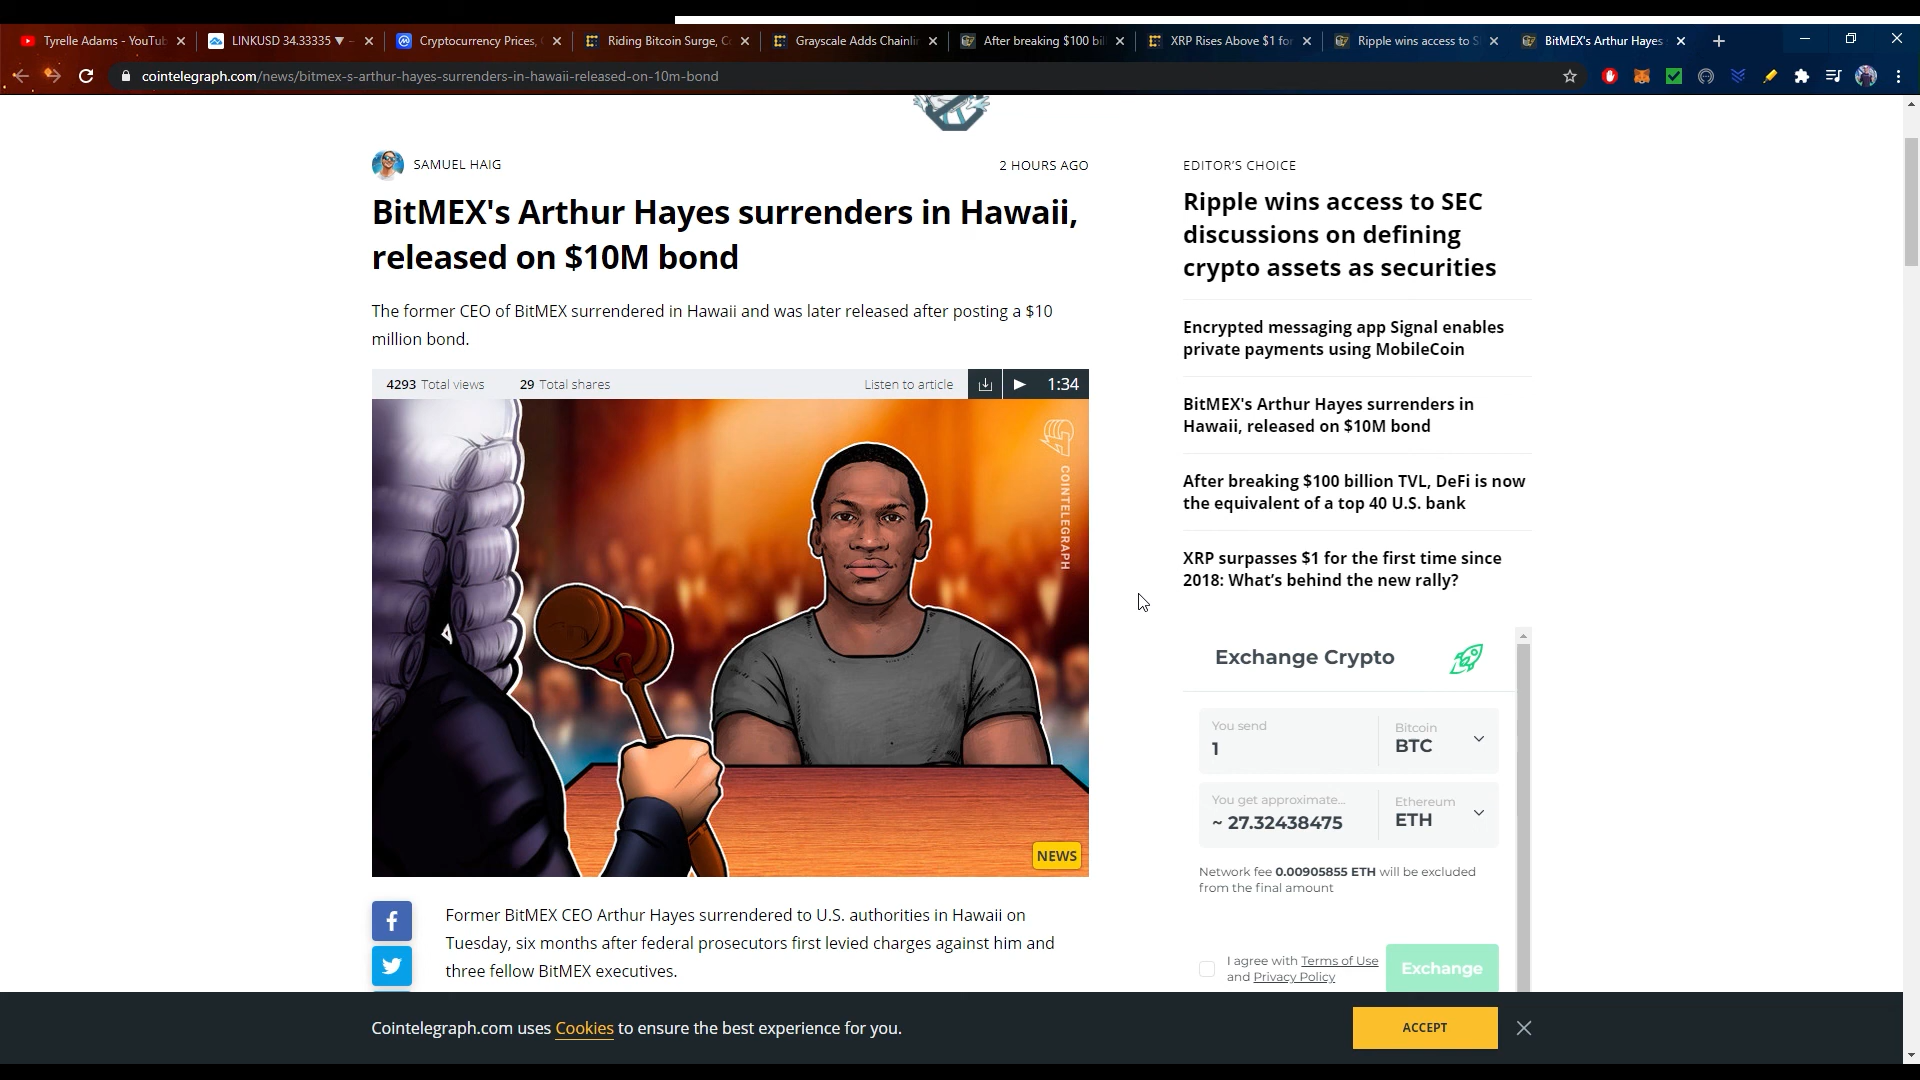 Tyrelle Adams - YouTub
LINKUSD 34.33335 ▼
Cryptocurrency Prices,
Riding Bitcoin Surge, C
Grayscale Adds Chainlin
After breaking $100 bil
XRP Rises Above $1 for
Ripple wins access to S
BitMEX's Arthur Hayes
cointelegraph.com/news/bitmex-s-arthur-hayes-surrenders-in-hawaii-released-on-10m-bond
SAMUEL HAIG
2 HOURS AGO
BitMEX's Arthur Hayes surrenders in Hawaii,
released on $10M bond
The former CEO of BitMEX surrendered in Hawaii and was later released after posting a $10
million bond.
4293 Total views
29 Total shares
Listen to article
1:34
COINTELEGRAPH
NEWS
Former BitMEX CEO Arthur Hayes surrendered to U.S. authorities in Hawaii on
Tuesday, six months after federal prosecutors first levied charges against him and
three fellow BitMEX executives.
EDITOR'S CHOICE
Ripple wins access to SEC
discussions on defining
crypto assets as securities
Encrypted messaging app Signal enables
private payments using MobileCoin
BitMEX's Arthur Hayes surrenders in
Hawaii, released on $10M bond
After breaking $100 billion TVL, DeFi is now
the equivalent of a top 40 U.S. bank
XRP surpasses $1 for the first time since
2018: What's behind the new rally?
Exchange Crypto
You send
1
Bitcoin
BTC
You get approximate...
~ 27.32438475
Ethereum
ETH
Network fee 0.00905855 ETH will be excluded
from the final amount
I agree with Terms of Use
and Privacy Policy
Exchange
Cointelegraph.com uses Cookies to ensure the best experience for you.
ACCEPT